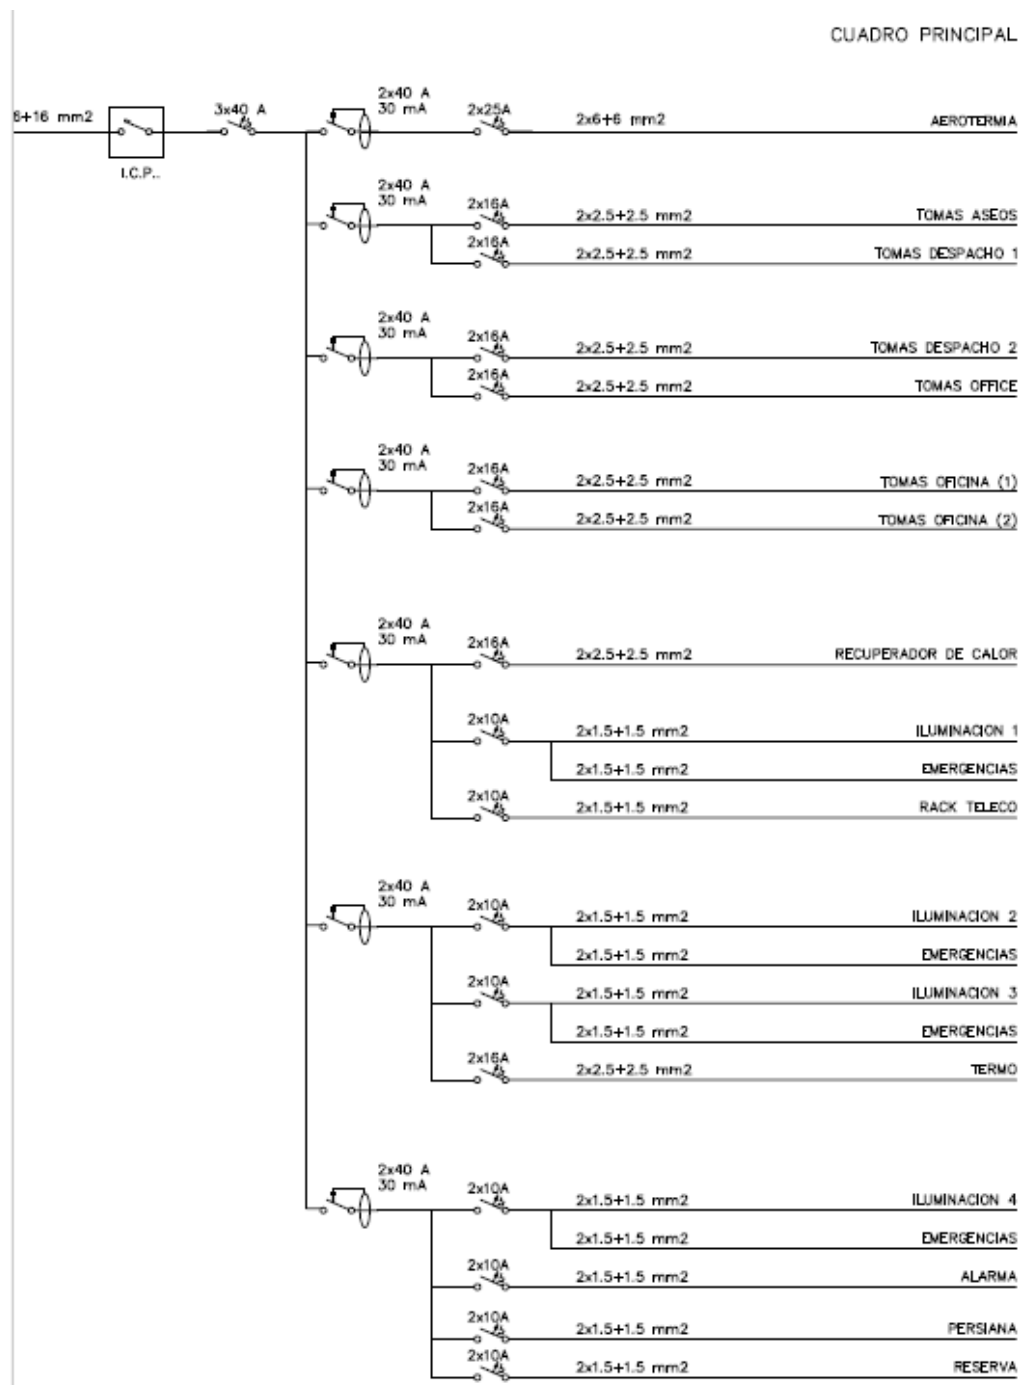 CUADRO PRINCIPAL
6+16 mm2
I.C.P..
3x40 A
2x40 A
30 mA
2x25A
2x6+6 mm2
AEROTERMIA
2x40 A
30 mA
2x16A
2x2.5+2.5 mm2
TOMAS ASEOS
2x16A
2x2.5+2.5 mm2
TOMAS DESPACHO 1
2x40 A
30 mA
2x16A
2x2.5+2.5 mm2
TOMAS DESPACHO 2
2x16A
2x2.5+2.5 mm2
TOMAS OFFICE
2x40 A
30 mA
2x16A
2x2.5+2.5 mm2
TOMAS OFICINA (1)
2x16A
2x2.5+2.5 mm2
TOMAS OFICINA (2)
2x40 A
30 mA
2x16A
2x2.5+2.5 mm2
RECUPERADOR DE CALOR
2x10A
2x1.5+1.5 mm2
ILUMINACION 1
2x1.5+1.5 mm2
EMERGENCIAS
2x10A
2x1.5+1.5 mm2
RACK TELECO
2x40 A
30 mA
2x10A
2x1.5+1.5 mm2
ILUMINACION 2
2x1.5+1.5 mm2
EMERGENCIAS
2x10A
2x1.5+1.5 mm2
ILUMINACION 3
2x1.5+1.5 mm2
EMERGENCIAS
2x16A
2x2.5+2.5 mm2
TERMO
2x40 A
30 mA
2x10A
2x1.5+1.5 mm2
ILUMINACION 4
2x1.5+1.5 mm2
EMERGENCIAS
2x10A
2x1.5+1.5 mm2
ALARMA
2x10A
2x1.5+1.5 mm2
PERSIANA
2x10A
2x1.5+1.5 mm2
RESERVA